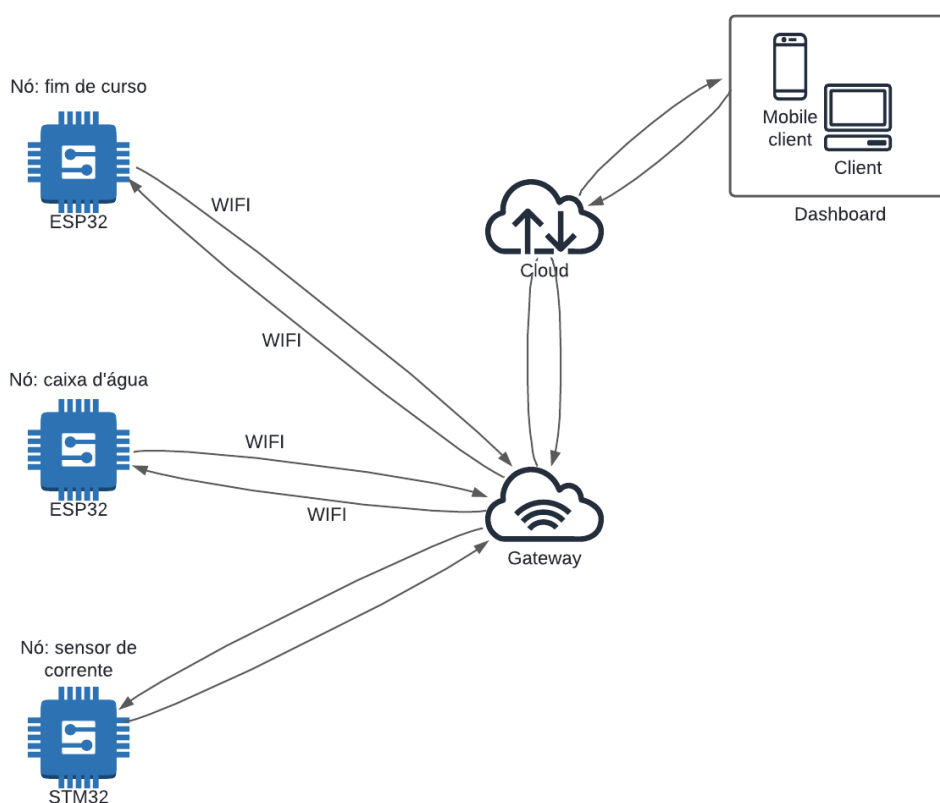 Nó: fim de curso
ESP32
WIFI
WIFI
Nó: caixa d'água
ESP32
WIFI
WIFI
Nó: sensor de
corrente
STM32
Gateway
Cloud
Mobile
client
Client
Dashboard